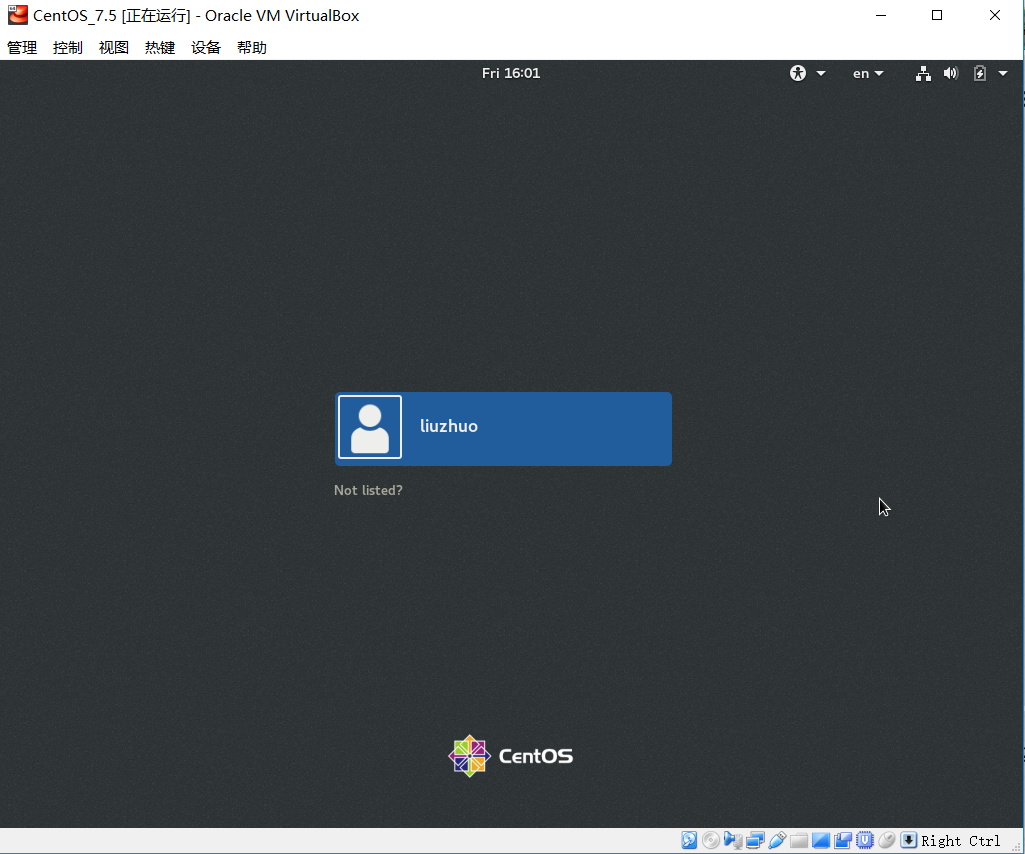 CentOS_7.5 [正在运行] - Oracle VM VirtualBox
管理 控制 视图 热键 设备 帮助
Fri 16:01 en
liuzhuo
Not listed?
CentOS
Right Ctrl